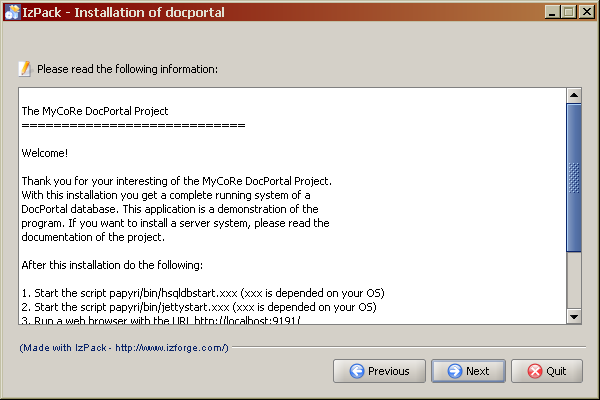 IzPack - Installation of docportal
Please read the following information:
The MyCoRe DocPortal Project
============================
Welcome!
Thank you for your interesting of the MyCoRe DocPortal Project.
With this installation you get a complete running system of a
DocPortal database. This application is a demonstration of the
program. If you want to install a server system, please read the
documentation of the project.
After this installation do the following:
1. Start the script papyri/bin/hsqldbstart.xxx (xxx is depended on your OS)
2. Start the script papyri/bin/jettystart.xxx (xxx is depended on your OS)
3. Run a web browser with the URL http://localhost:9191/
(Made with IzPack - http://www.izforge.com/)
Previous
Next
Quit